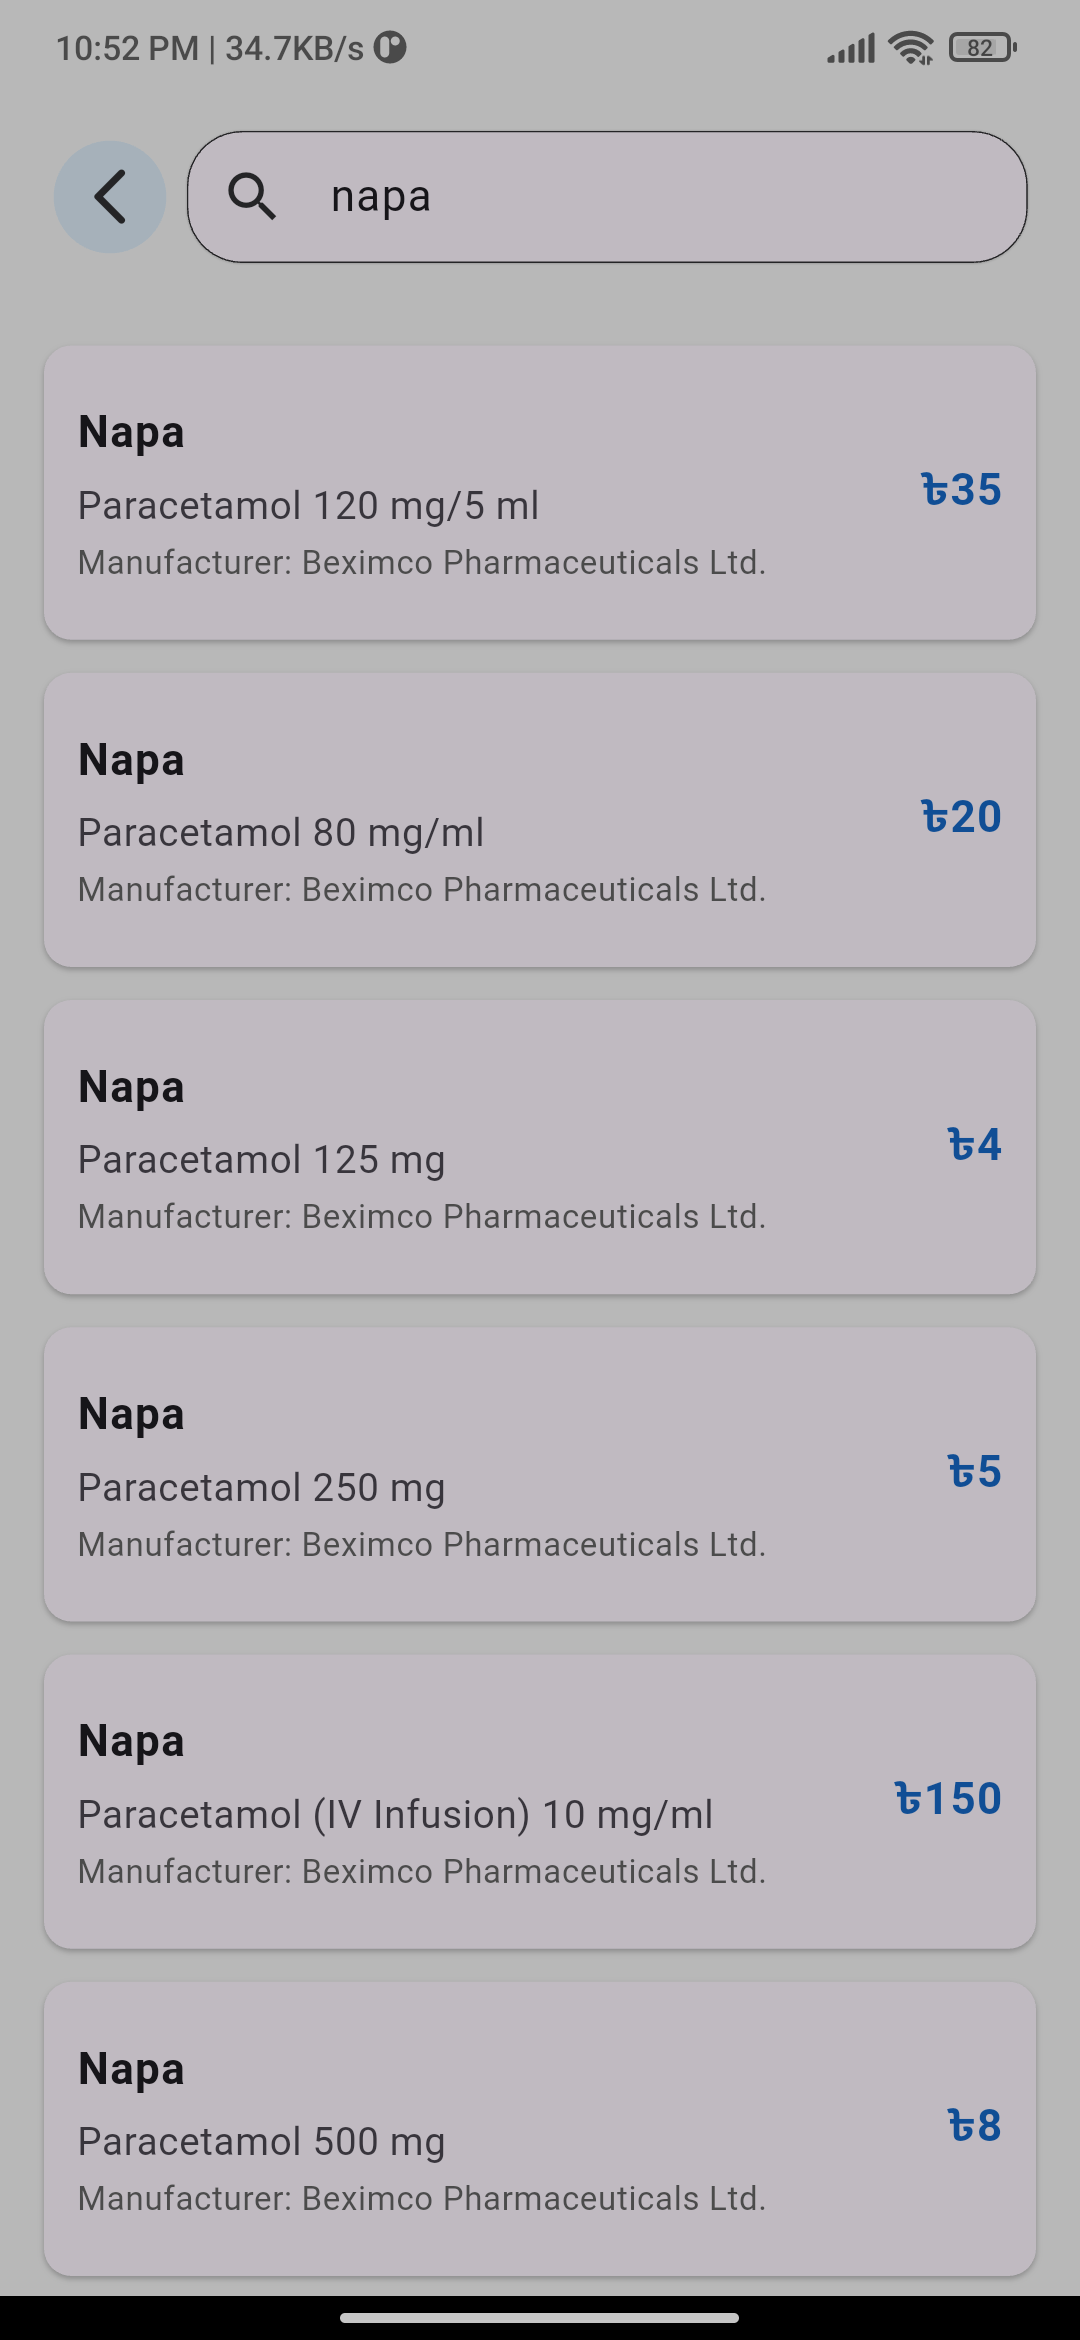 10:52 PM | 34.7KB/s
82
napa
Napa
Paracetamol 120 mg/5 ml
৳35
Manufacturer: Beximco Pharmaceuticals Ltd.
Napa
Paracetamol 80 mg/ml
৳20
Manufacturer: Beximco Pharmaceuticals Ltd.
Napa
Paracetamol 125 mg
৳4
Manufacturer: Beximco Pharmaceuticals Ltd.
Napa
Paracetamol 250 mg
৳5
Manufacturer: Beximco Pharmaceuticals Ltd.
Napa
Paracetamol (IV Infusion) 10 mg/ml
৳150
Manufacturer: Beximco Pharmaceuticals Ltd.
Napa
Paracetamol 500 mg
৳8
Manufacturer: Beximco Pharmaceuticals Ltd.